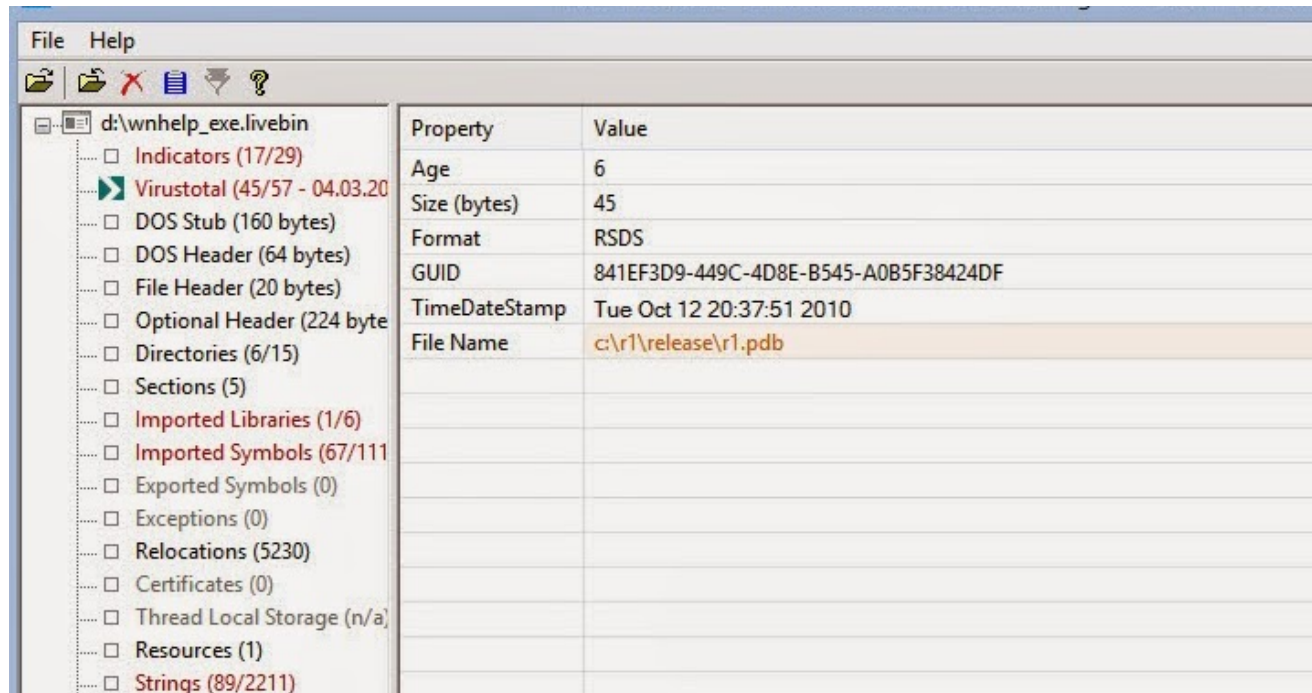 File Help
d:\wnhelp_exe.livebin
Indicators (17/29)
Virustotal (45/57 - 04.03.20
DOS Stub (160 bytes)
DOS Header (64 bytes)
File Header (20 bytes)
Optional Header (224 byte
Directories (6/15)
Sections (5)
Imported Libraries (1/6)
Imported Symbols (67/111
Exported Symbols (0)
Exceptions (0)
Relocations (5230)
Certificates (0)
Thread Local Storage (n/a)
Resources (1)
Strings (89/2211)
Property Value
Age 6
Size (bytes) 45
Format RSDS
GUID 841EF3D9-449C-4D8E-B545-A0B5F38424DF
TimeDateStamp Tue Oct 12 20:37:51 2010
File Name c:\r1\release\r1.pdb